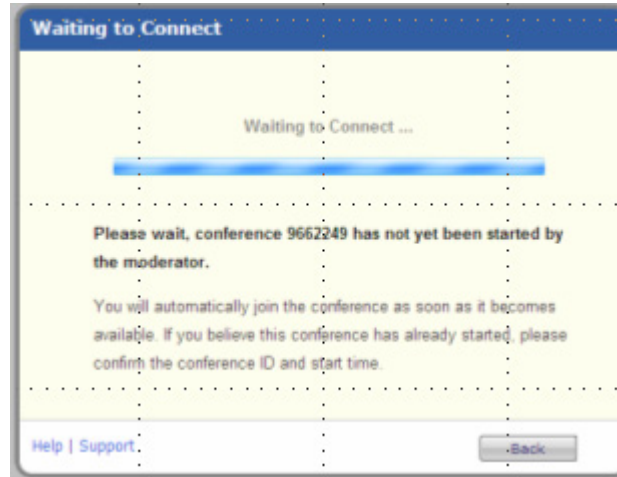 Waiting to Connect
Waiting to Connect ...
Please wait, conference 9662249 has not yet been started by
the moderator.
You will automatically join the conference as soon as it becomes
available. If you believe this conference has already started, please
confirm the conference ID and start time.
Help | Support
Back